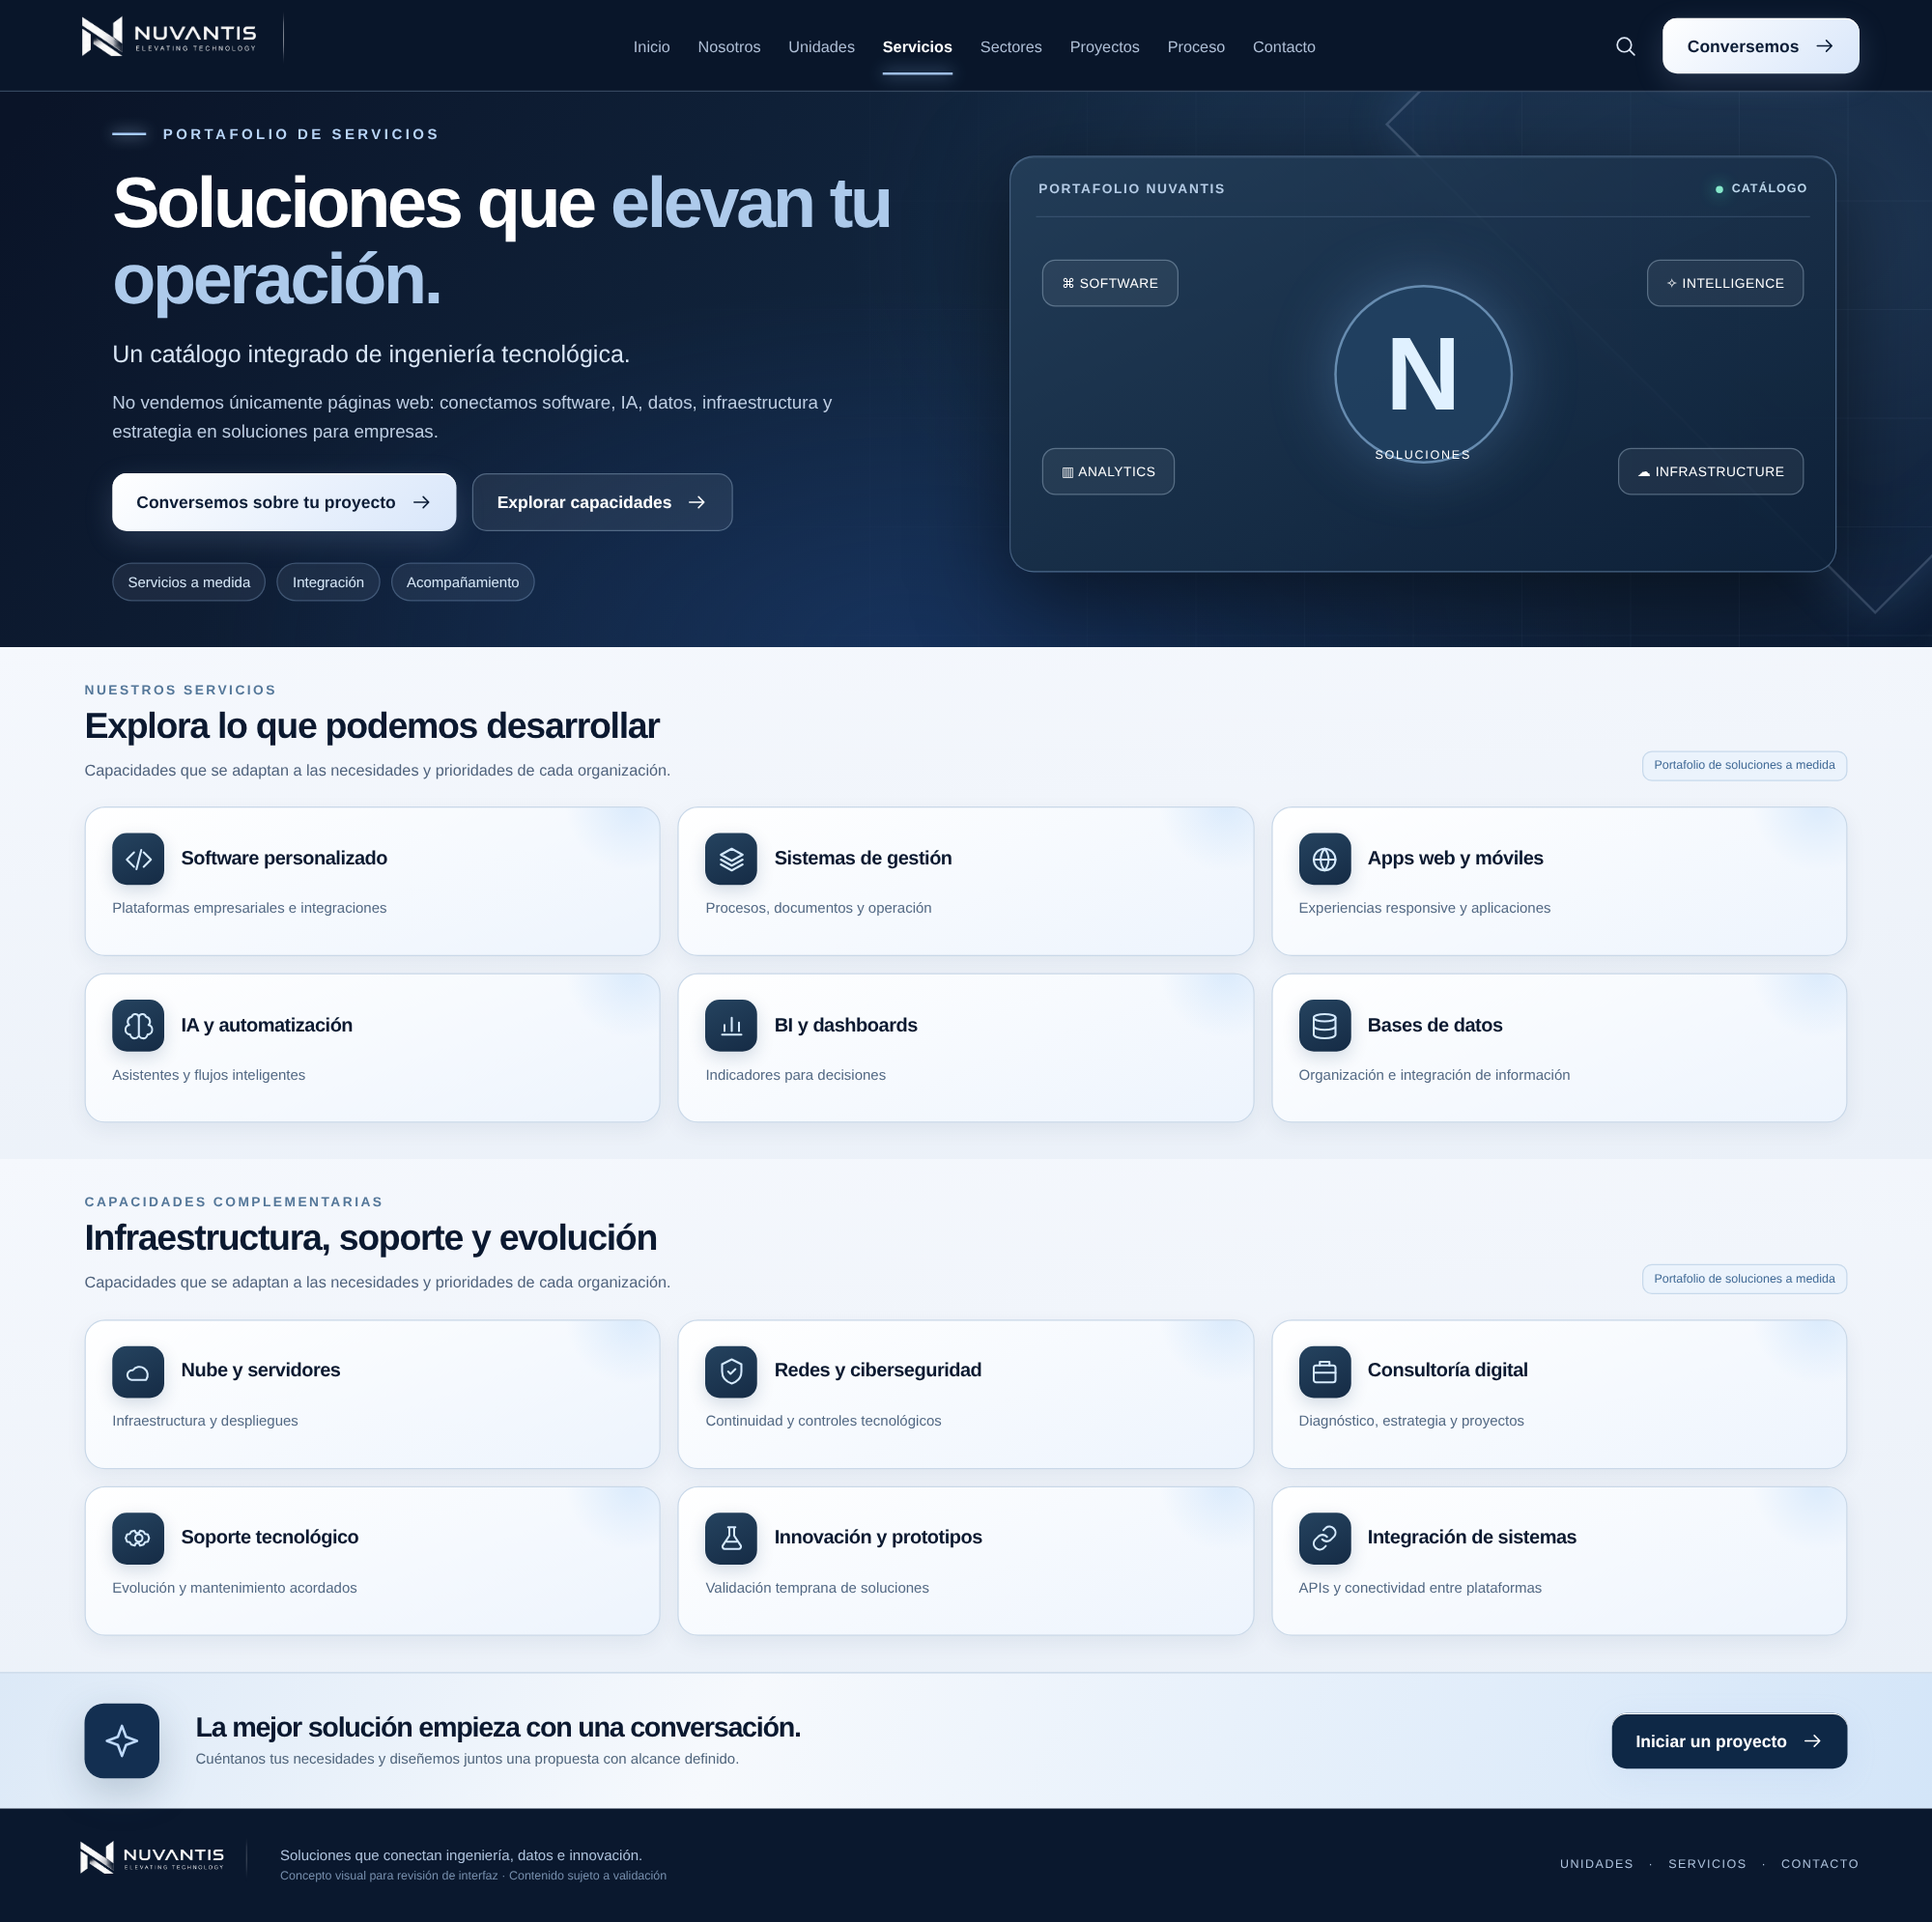 NUVANTIS
ELEVATING TECHNOLOGY
Inicio Nosotros Unidades Servicios Sectores Proyectos Proceso Contacto
Conversemos
PORTAFOLIO DE SERVICIOS
Soluciones que elevan tu
operación.
Un catálogo integrado de ingeniería tecnológica.
No vendemos únicamente páginas web: conectamos software, IA, datos, infraestructura y
estrategia en soluciones para empresas.
Conversemos sobre tu proyecto
Explorar capacidades
Servicios a medida
Integración
Acompañamiento
PORTAFOLIO NUVANTIS
CATÁLOGO
⌘ SOFTWARE
✧ INTELLIGENCE
N
SOLUCIONES
▥ ANALYTICS
☁ INFRASTRUCTURE
NUESTROS SERVICIOS
Explora lo que podemos desarrollar
Capacidades que se adaptan a las necesidades y prioridades de cada organización.
Portafolio de soluciones a medida
Software personalizado
Plataformas empresariales e integraciones
Sistemas de gestión
Procesos, documentos y operación
Apps web y móviles
Experiencias responsive y aplicaciones
IA y automatización
Asistentes y flujos inteligentes
BI y dashboards
Indicadores para decisiones
Bases de datos
Organización e integración de información
CAPACIDADES COMPLEMENTARIAS
Infraestructura, soporte y evolución
Capacidades que se adaptan a las necesidades y prioridades de cada organización.
Portafolio de soluciones a medida
Nube y servidores
Infraestructura y despliegues
Redes y ciberseguridad
Continuidad y controles tecnológicos
Consultoría digital
Diagnóstico, estrategia y proyectos
Soporte tecnológico
Evolución y mantenimiento acordados
Innovación y prototipos
Validación temprana de soluciones
Integración de sistemas
APIs y conectividad entre plataformas
La mejor solución empieza con una conversación.
Cuéntanos tus necesidades y diseñemos juntos una propuesta con alcance definido.
Iniciar un proyecto
NUVANTIS
ELEVATING TECHNOLOGY
Soluciones que conectan ingeniería, datos e innovación.
Concepto visual para revisión de interfaz · Contenido sujeto a validación
UNIDADES · SERVICIOS · CONTACTO